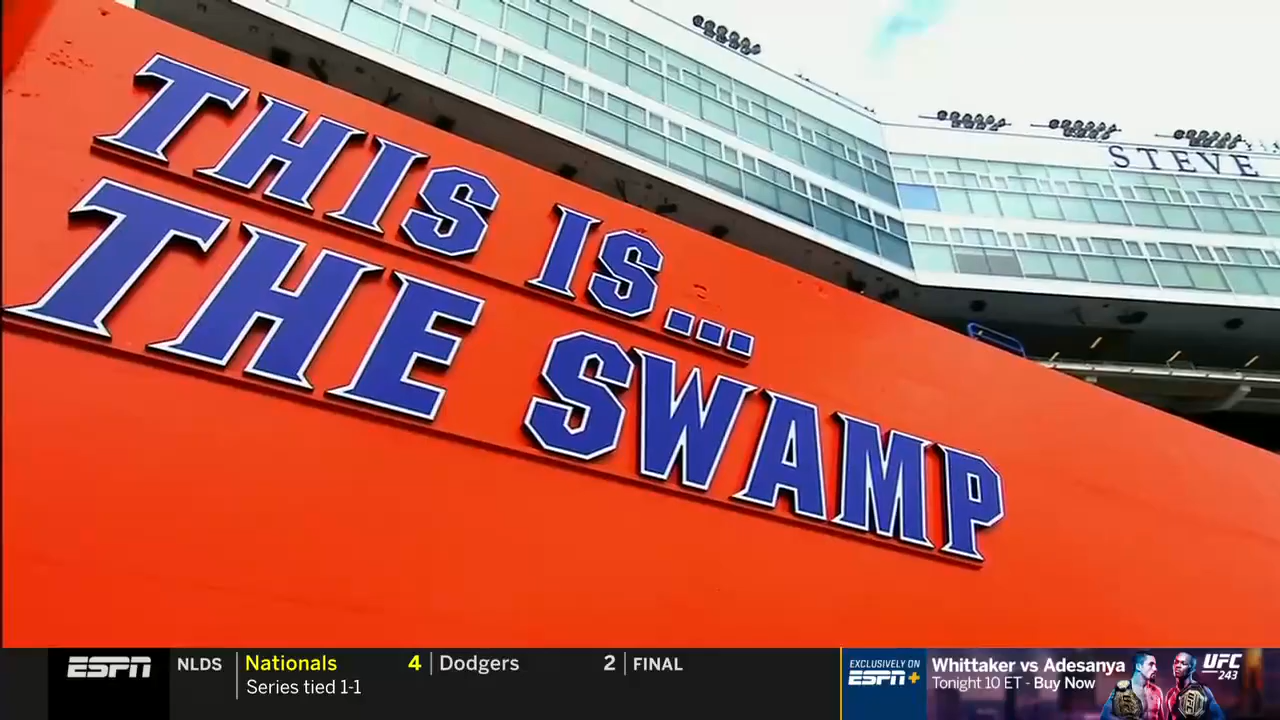 STEVE
THIS IS...
THE SWAMP
ESPN
NLDS
Nationals 4
Dodgers 2
FINAL
Series tied 1-1
EXCLUSIVELY ON
ESPN+
Whittaker vs Adesanya
Tonight 10 ET - Buy Now
UFC
243